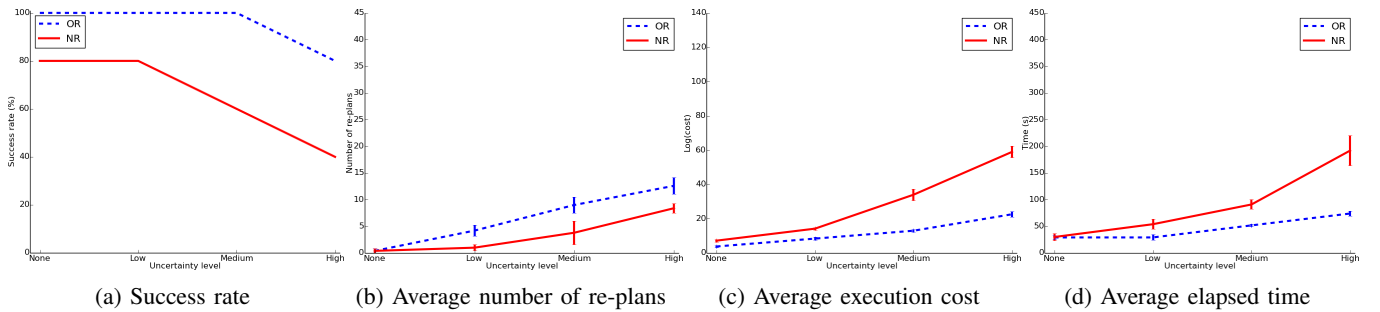 100
80
60
40
20
0
Success rate (%)
OR
NR
None
Low
Medium
High
Uncertainty level
(a) Success rate
45
40
35
30
25
20
15
10
5
0
Number of re-plans
OR
NR
None
Low
Medium
High
Uncertainty level
(b) Average number of re-plans
140
120
100
80
60
40
20
0
Log(cost)
OR
NR
None
Low
Medium
High
Uncertainty level
(c) Average execution cost
450
400
350
300
250
200
150
100
50
0
Time (s)
OR
NR
None
Low
Medium
High
Uncertainty level
(d) Average elapsed time